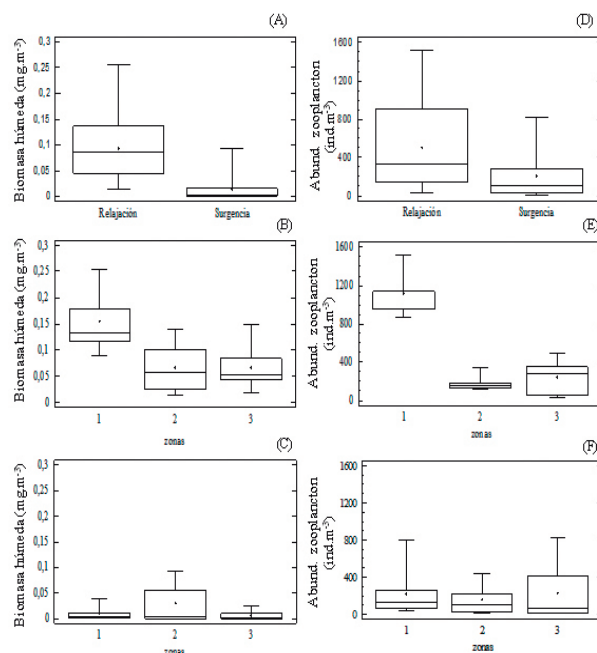 (A)
Biomasa húmeda (mg.m-3)
0,3
0,25
0,2
0,15
0,1
0,05
0
Relajación Surgencia
(D)
Abund. zooplancton
(ind.m-3)
1600
1200
800
400
0
Relajación Surgencia
(B)
Biomasa húmeda (mg.m-3)
0,3
0,25
0,2
0,15
0,1
0,05
0
1 2 3
zonas
(E)
Abund. zooplancton
(ind.m-3)
1600
1200
800
400
0
1 2 3
zonas
(C)
Biomasa húmeda (mg.m-3)
0,3
0,25
0,2
0,15
0,1
0,05
0
1 2 3
zonas
(F)
Abund. zooplancton
(ind.m-3)
1600
1200
800
400
0
1 2 3
zonas